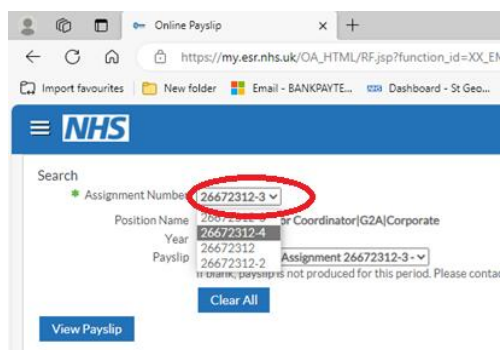 Online Payslip
https://my.esr.nhs.uk/OA_HTML/RF.jsp?function_id=XX_EM
Import favourites New folder Email - BANKPAYTE... Dashboard - St Geo...
NHS
Search
* Assignment Number 26672312-3
26672312-3
Position Name or Coordinator|G2A|Corporate
26672312-4
Year
26672312
Payslip Assignment 26672312-3 -
26672312-2
If blank, payslip is not produced for this period. Please contac
Clear All
View Payslip